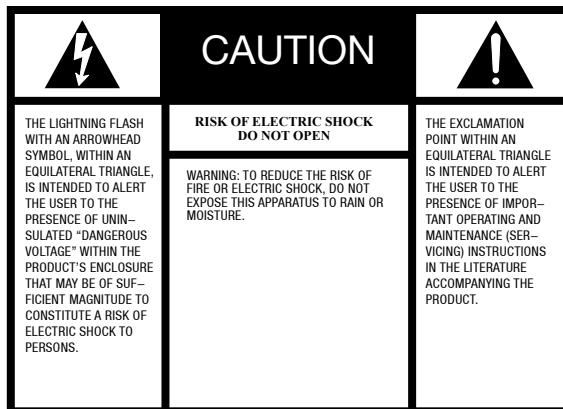 CAUTION
THE LIGHTNING FLASH
WITH AN ARROWHEAD
SYMBOL, WITHIN AN
EQUILATERAL TRIANGLE,
IS INTENDED TO ALERT
THE USER TO THE
PRESENCE OF UNIN–
SULATED “DANGEROUS
VOLTAGE” WITHIN THE
PRODUCT’S ENCLOSURE
THAT MAY BE OF SUF–
FICIENT MAGNITUDE TO
CONSTITUTE A RISK OF
ELECTRIC SHOCK TO
PERSONS.
RISK OF ELECTRIC SHOCK
DO NOT OPEN
WARNING: TO REDUCE THE RISK OF
FIRE OR ELECTRIC SHOCK, DO NOT
EXPOSE THIS APPARATUS TO RAIN OR
MOISTURE.
THE EXCLAMATION
POINT WITHIN AN
EQUILATERAL TRIANGLE
IS INTENDED TO ALERT
THE USER TO THE
PRESENCE OF IMPOR–
TANT OPERATING AND
MAINTENANCE (SER–
VICING) INSTRUCTIONS
IN THE LITERATURE
ACCOMPANYING THE
PRODUCT.